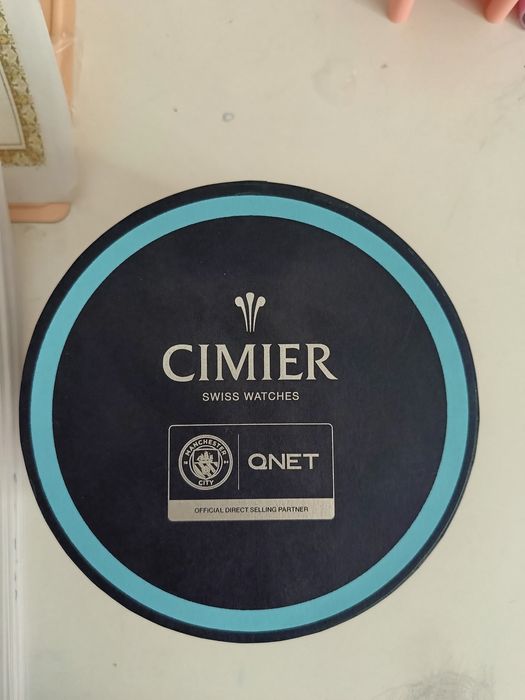 CIMIER
SWISS WATCHES
MANCHESTER
CITY
QNET
OFFICIAL DIRECT SELLING PARTNER